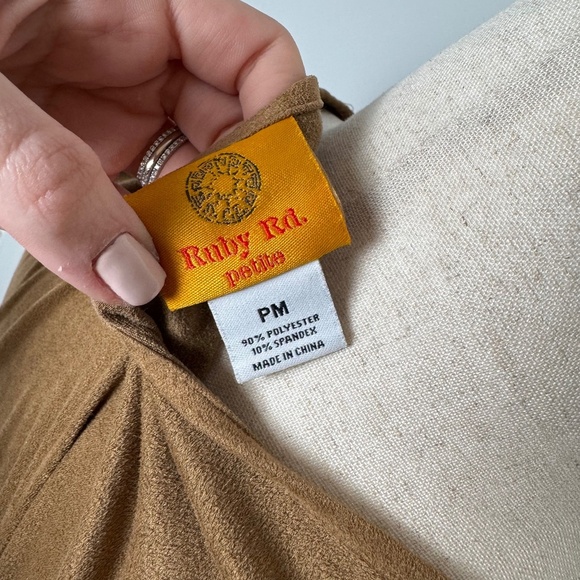 Ruby Rd.
petite
PM
90% POLYESTER
10% SPANDEX
MADE IN CHINA